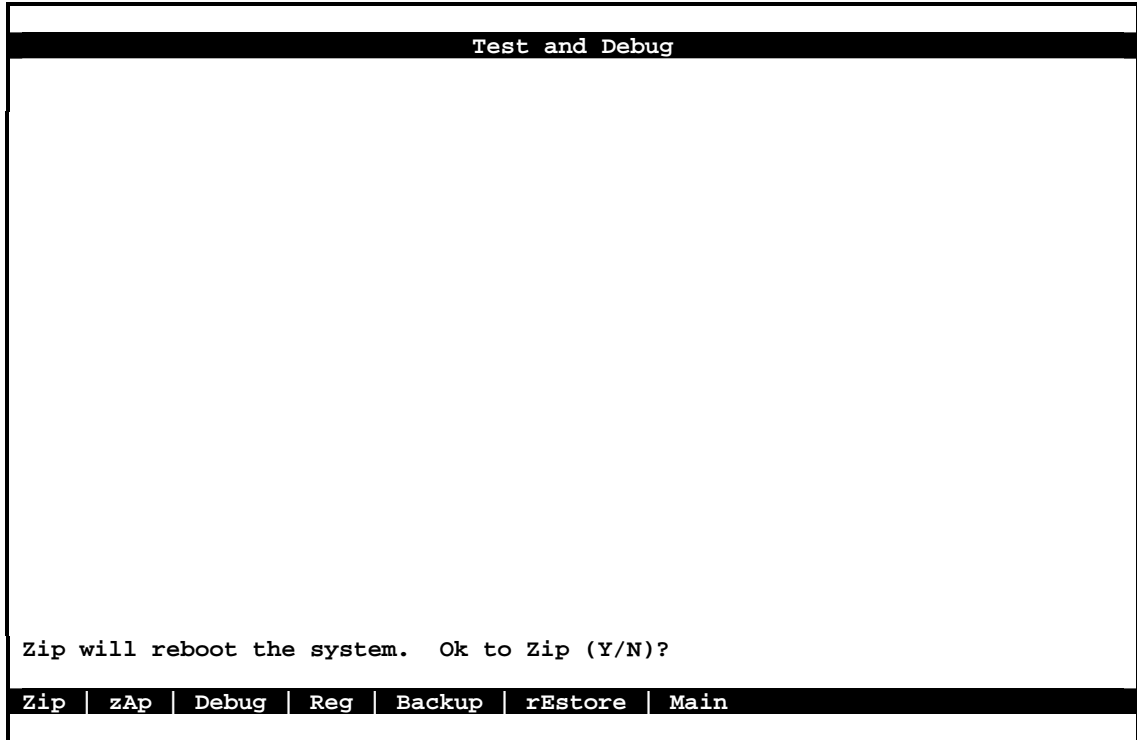 Test and Debug
Zip will reboot the system.  Ok to Zip (Y/N)?
Zip | zAp | Debug | Reg | Backup | rEstore | Main